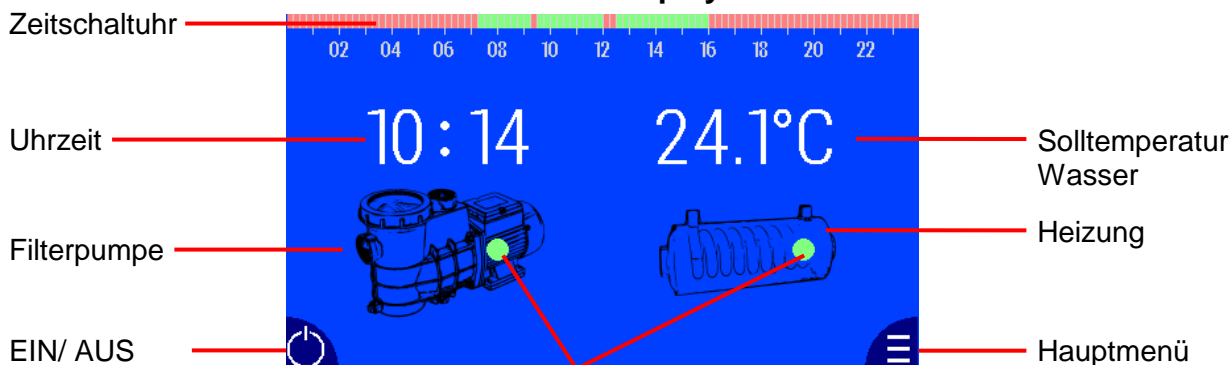 Zeitschaltuhr
02 04 06 08 10 12 14 16 18 20 22
Uhrzeit
10:14
24.1°C
Solltemperatur
Wasser
Filterpumpe
Heizung
EIN/ AUS
Hauptmenü